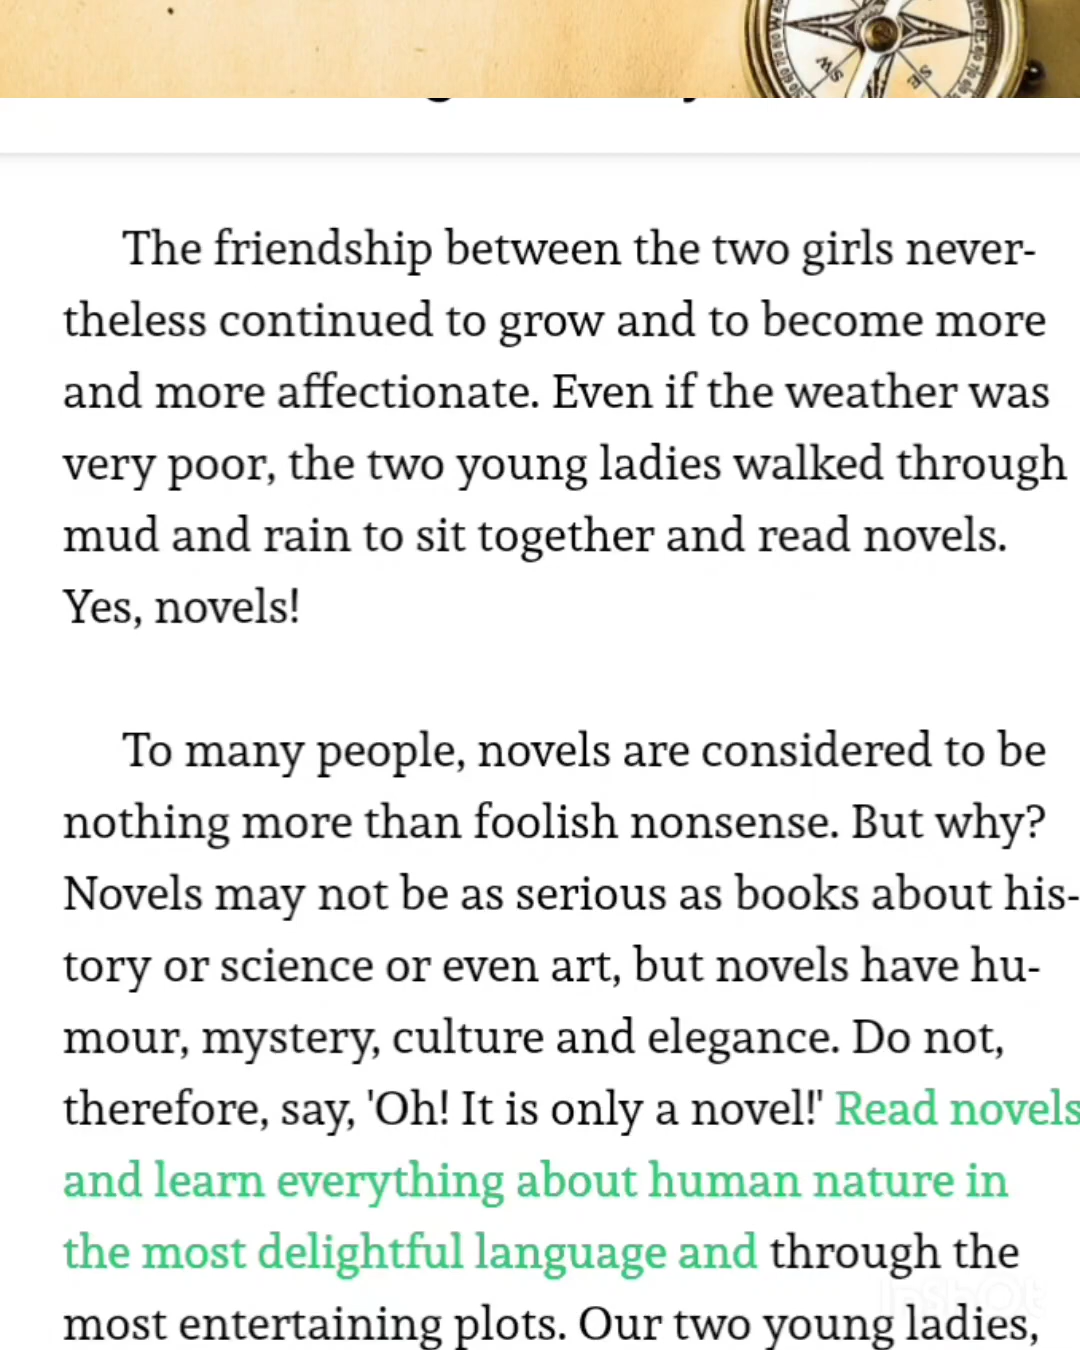 W
SW
SE
E
The friendship between the two girls never-
theless continued to grow and to become more
and more affectionate. Even if the weather was
very poor, the two young ladies walked through
mud and rain to sit together and read novels.
Yes, novels!
To many people, novels are considered to be
nothing more than foolish nonsense. But why?
Novels may not be as serious as books about his-
tory or science or even art, but novels have hu-
mour, mystery, culture and elegance. Do not,
therefore, say, 'Oh! It is only a novel!' Read novels
and learn everything about human nature in
the most delightful language and through the
most entertaining plots. Our two young ladies,
InShOt